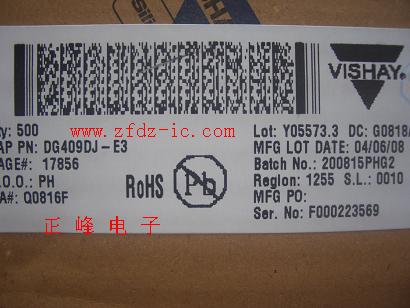 VISHAY
www.zfdz-ic.com
ty: 500
Lot: Y05573.3 DC: G0818A
AP PN: DG409DJ-E3
MFG LOT DATE: 04/06/08
AGE#: 17856
Batch No.: 200815PHG2
.O.O.: PH
RoHS
Pb
Region: 1255 S.L.: 0010
A#: Q0816F
MFG PO:
正峰电子
Ser. No: F000223569